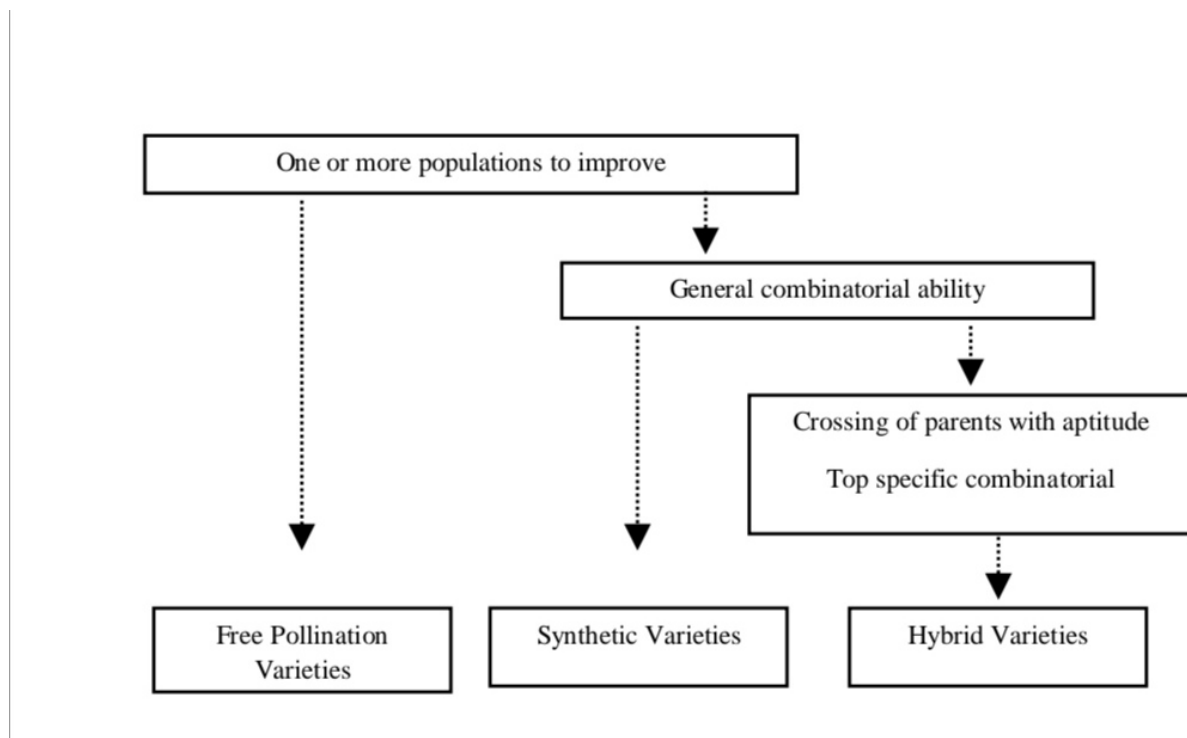 One or more populations to improve
General combinatorial ability
Crossing of parents with aptitude
Top specific combinatorial
Free Pollination
Varieties
Synthetic Varieties
Hybrid Varieties